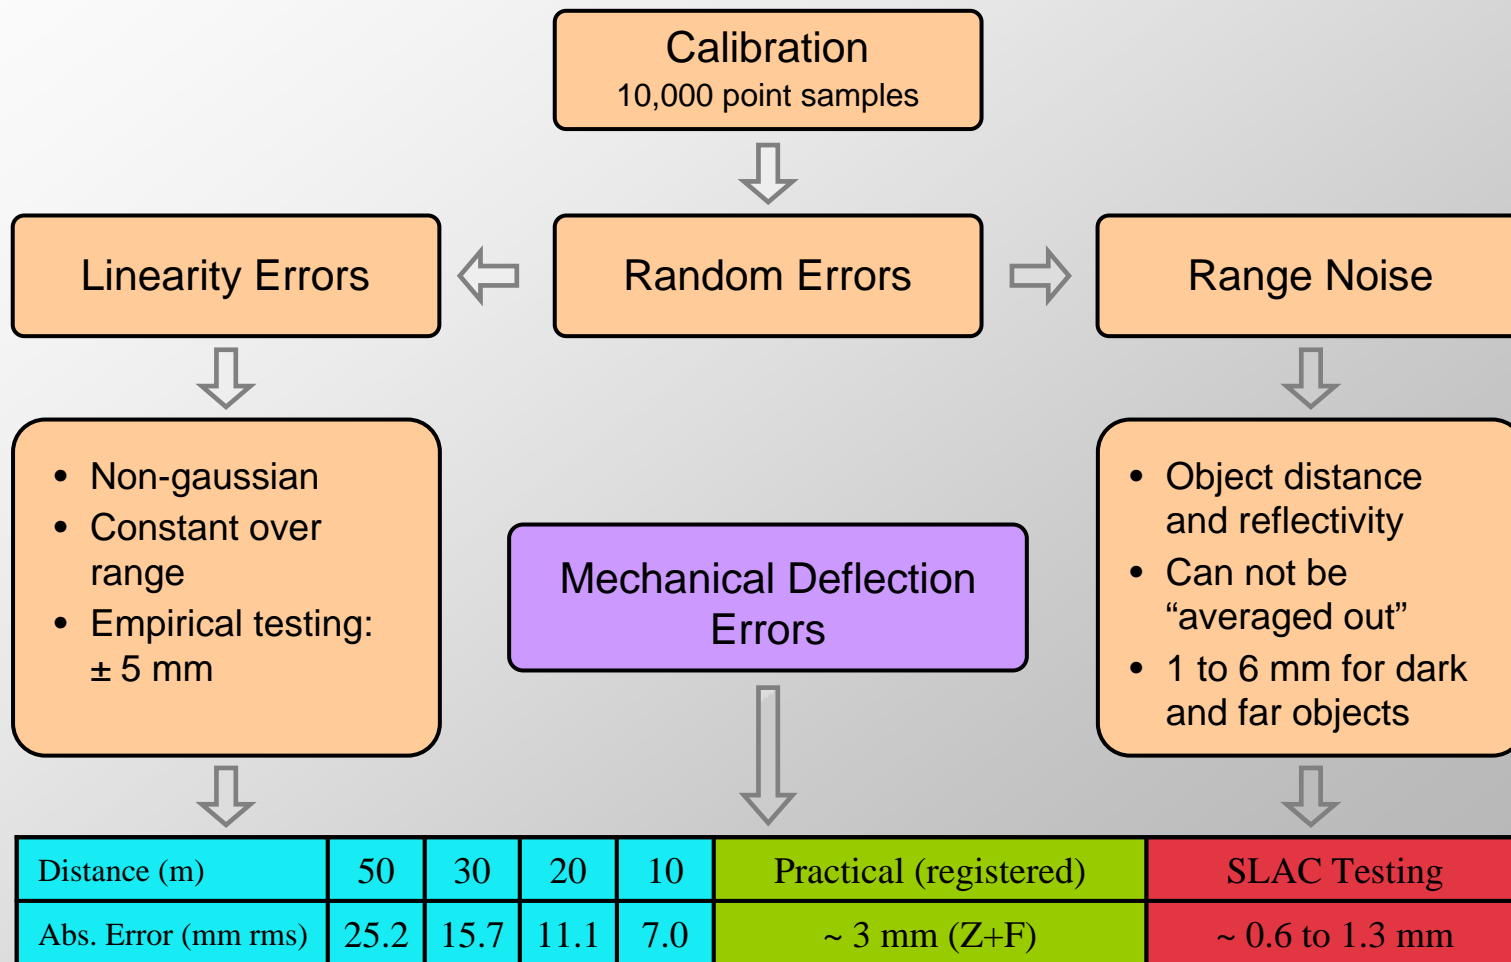 Calibration
10,000 point samples
Linearity Errors
Random Errors
Range Noise
• Non-gaussian
• Constant over
range
• Empirical testing:
± 5 mm
Mechanical Deflection
Errors
• Object distance
and reflectivity
• Can not be
“averaged out”
• 1 to 6 mm for dark
and far objects
Distance (m) 50 30 20 10 Practical (registered) SLAC Testing
Abs. Error (mm rms) 25.2 15.7 11.1 7.0 ~ 3 mm (Z+F) ~ 0.6 to 1.3 mm